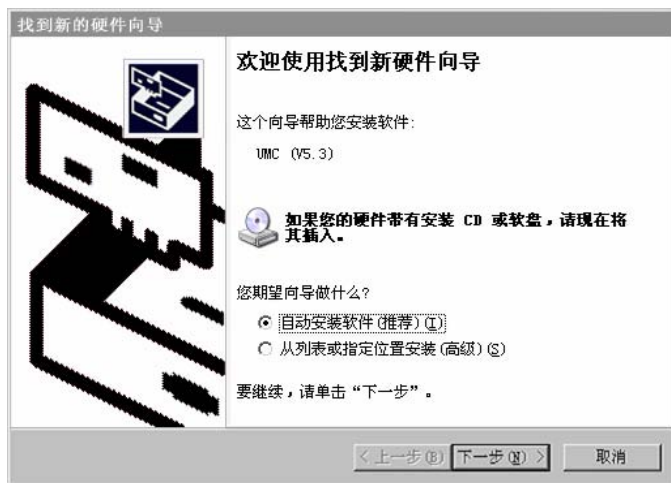 找到新的硬件向导
欢迎使用找到新硬件向导
这个向导帮助您安装软件:
UMC (V5.3)
如果您的硬件带有安装 CD 或软盘，请现在将
其插入。
您期望向导做什么?
自动安装软件(推荐)(I)
从列表或指定位置安装(高级)(S)
要继续，请单击“下一步”。
< 上一步(B)
下一步(N) >
取消